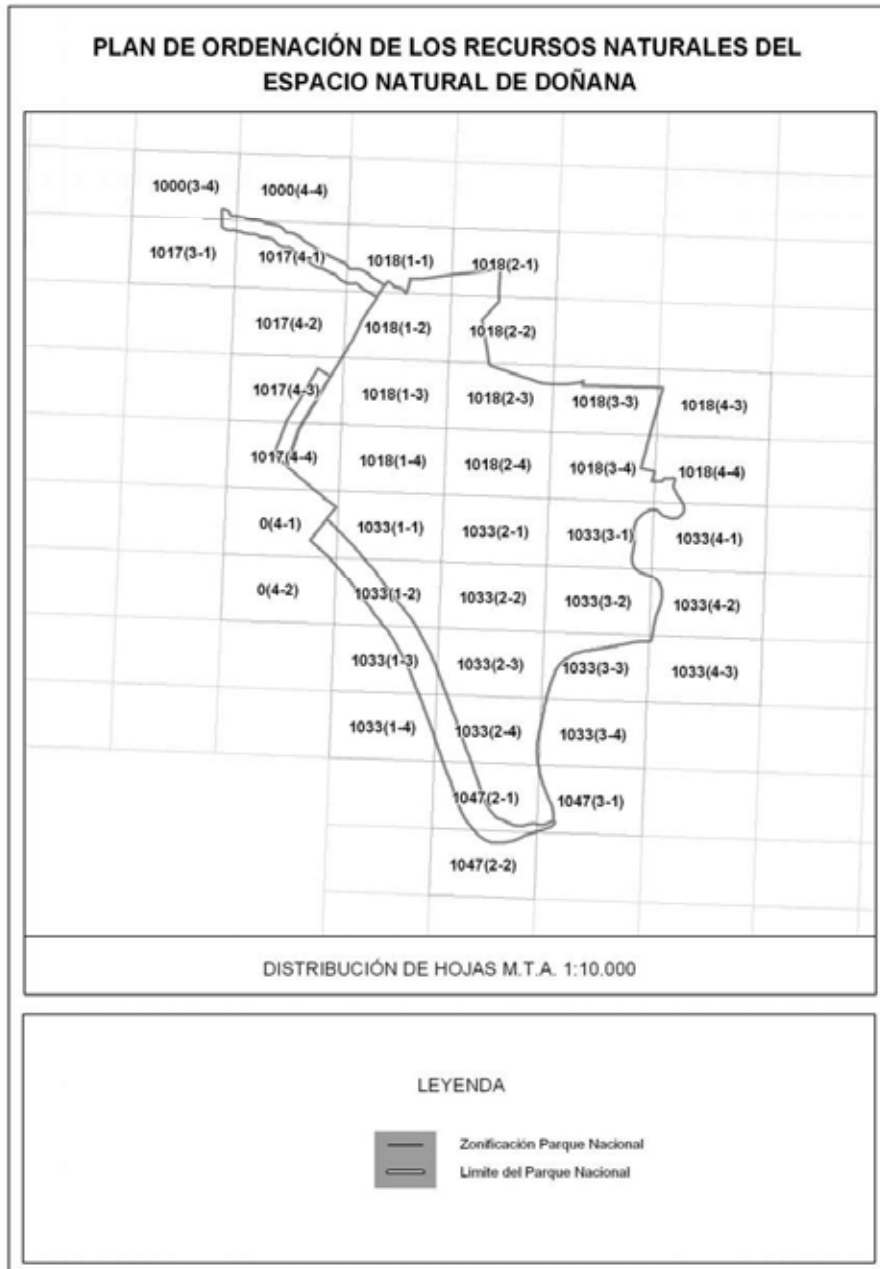 PLAN DE ORDENACIÓN DE LOS RECURSOS NATURALES DEL
ESPACIO NATURAL DE DOÑANA
1000(3-4) 1000(4-4)
1017(3-1) 1017(4-1) 1018(1-1) 1018(2-1)
1017(4-2) 1018(1-2) 1018(2-2)
1017(4-3) 1018(1-3) 1018(2-3) 1018(3-3) 1018(4-3)
1017(4-4) 1018(1-4) 1018(2-4) 1018(3-4) 1018(4-4)
0(4-1) 1033(1-1) 1033(2-1) 1033(3-1) 1033(4-1)
0(4-2) 1033(1-2) 1033(2-2) 1033(3-2) 1033(4-2)
1033(1-3) 1033(2-3) 1033(3-3) 1033(4-3)
1033(1-4) 1033(2-4) 1033(3-4)
1047(2-1) 1047(3-1)
1047(2-2)
DISTRIBUCIÓN DE HOJAS M.T.A. 1:10.000
LEYENDA
Zonificación Parque Nacional
Limite del Parque Nacional